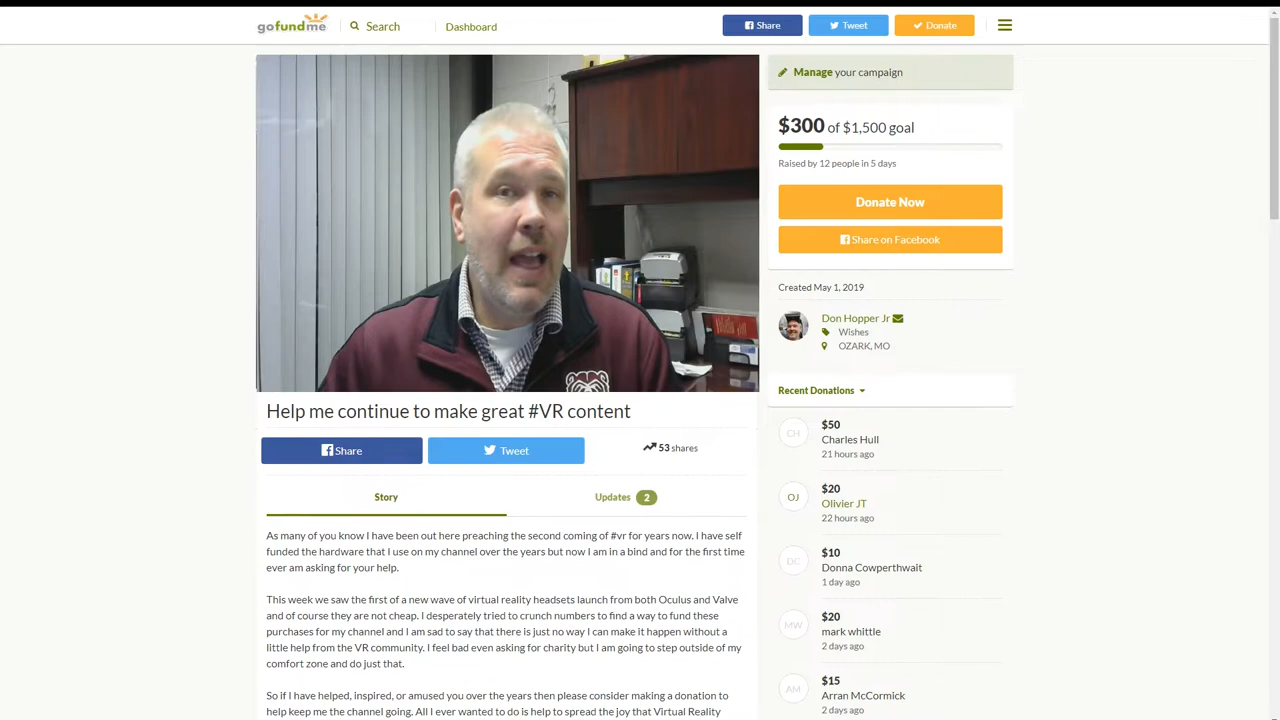 gofundme
Search
Dashboard
Share
Tweet
Donate
Manage your campaign
$300 of $1,500 goal
Raised by 12 people in 5 days
Donate Now
Share on Facebook
Created May 1, 2019
Don Hopper Jr
Wishes
OZARK, MO
Help me continue to make great #VR content
Share
Tweet
53 shares
Story
Updates 2
As many of you know I have been out here preaching the second coming of #vr for years now. I have self
funded the hardware that I use on my channel over the years but now I am in a bind and for the first time
ever am asking for your help.
This week we saw the first of a new wave of virtual reality headsets launch from both Oculus and Valve
and of course they are not cheap. I desperately tried to crunch numbers to find a way to fund these
purchases for my channel and I am sad to say that there is just no way I can make it happen without a
little help from the VR community. I feel bad even asking for charity but I am going to step outside of my
comfort zone and do just that.
So if I have helped, inspired, or amused you over the years then please consider making a donation to
help keep me the channel going. All I ever wanted to do is help to spread the joy that Virtual Reality
Recent Donations
CH
$50
Charles Hull
21 hours ago
OJ
$20
Olivier JT
22 hours ago
DC
$10
Donna Cowperthwait
1 day ago
MW
$20
mark whittle
2 days ago
AM
$15
Arran McCormick
2 days ago